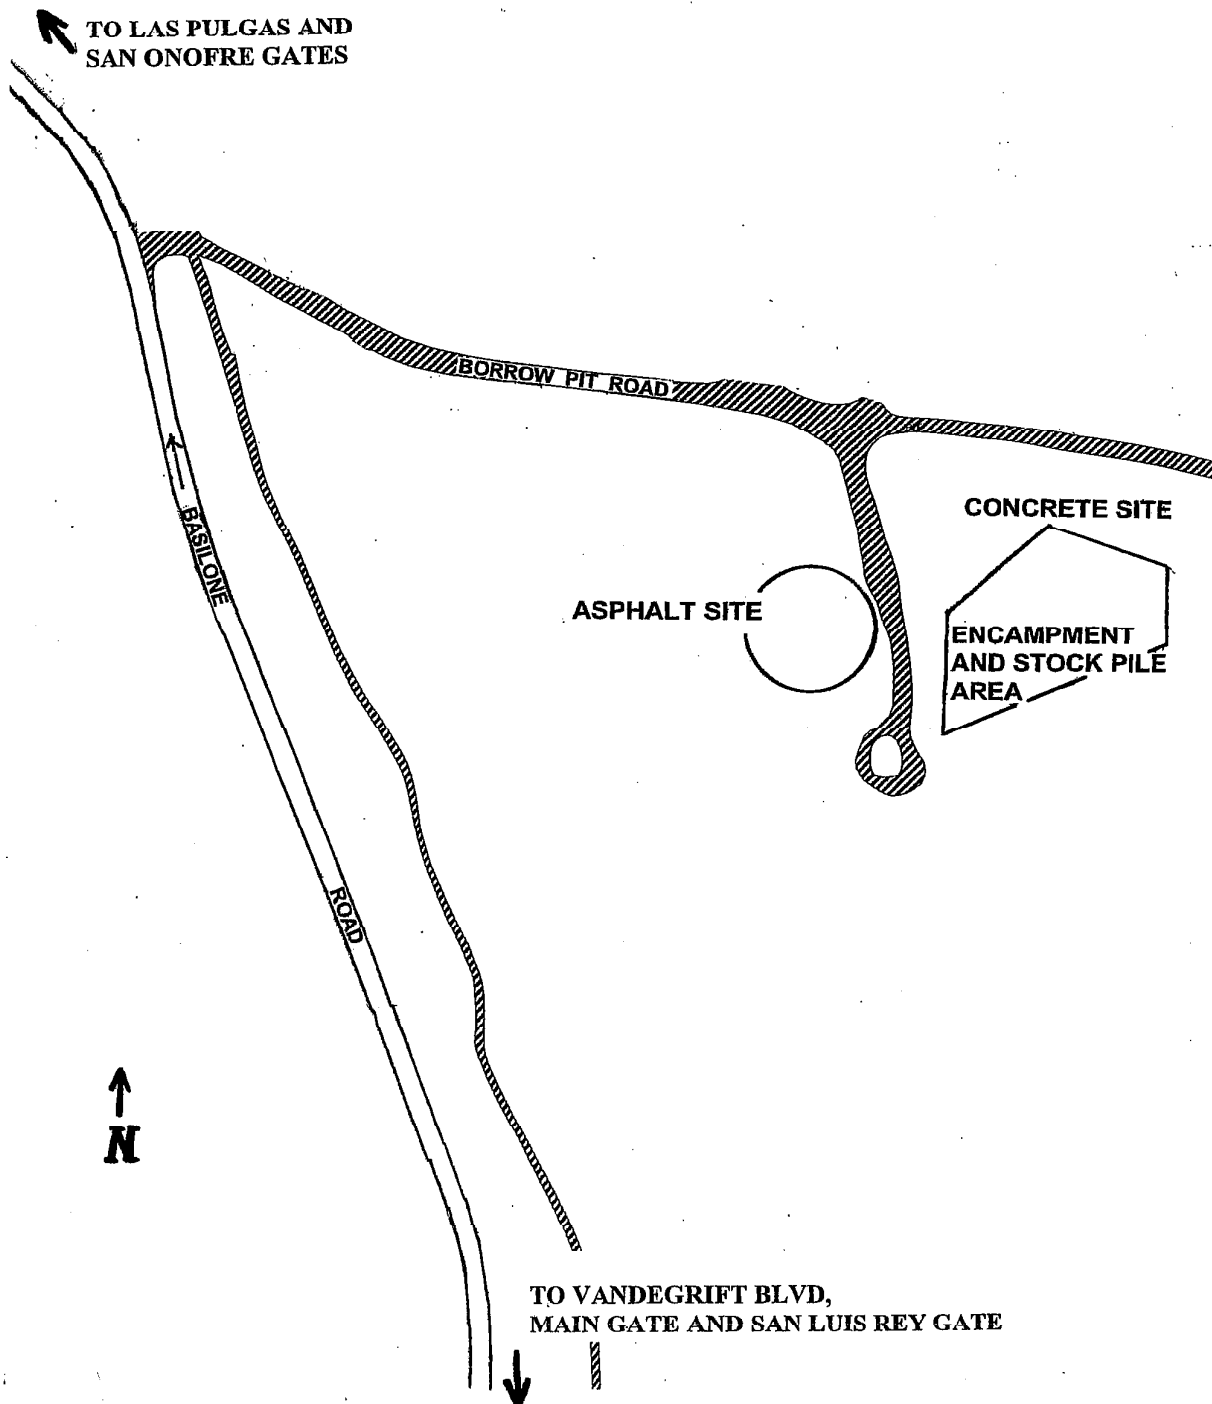 TO LAS PULGAS AND
SAN ONOFRE GATES
BORROW PIT ROAD
CONCRETE SITE
BASILONE
ASPHALT SITE
ENCAMPMENT
AND STOCK PILE
AREA
ROAD
N
TO VANDEGRIFT BLVD,
MAIN GATE AND SAN LUIS REY GATE